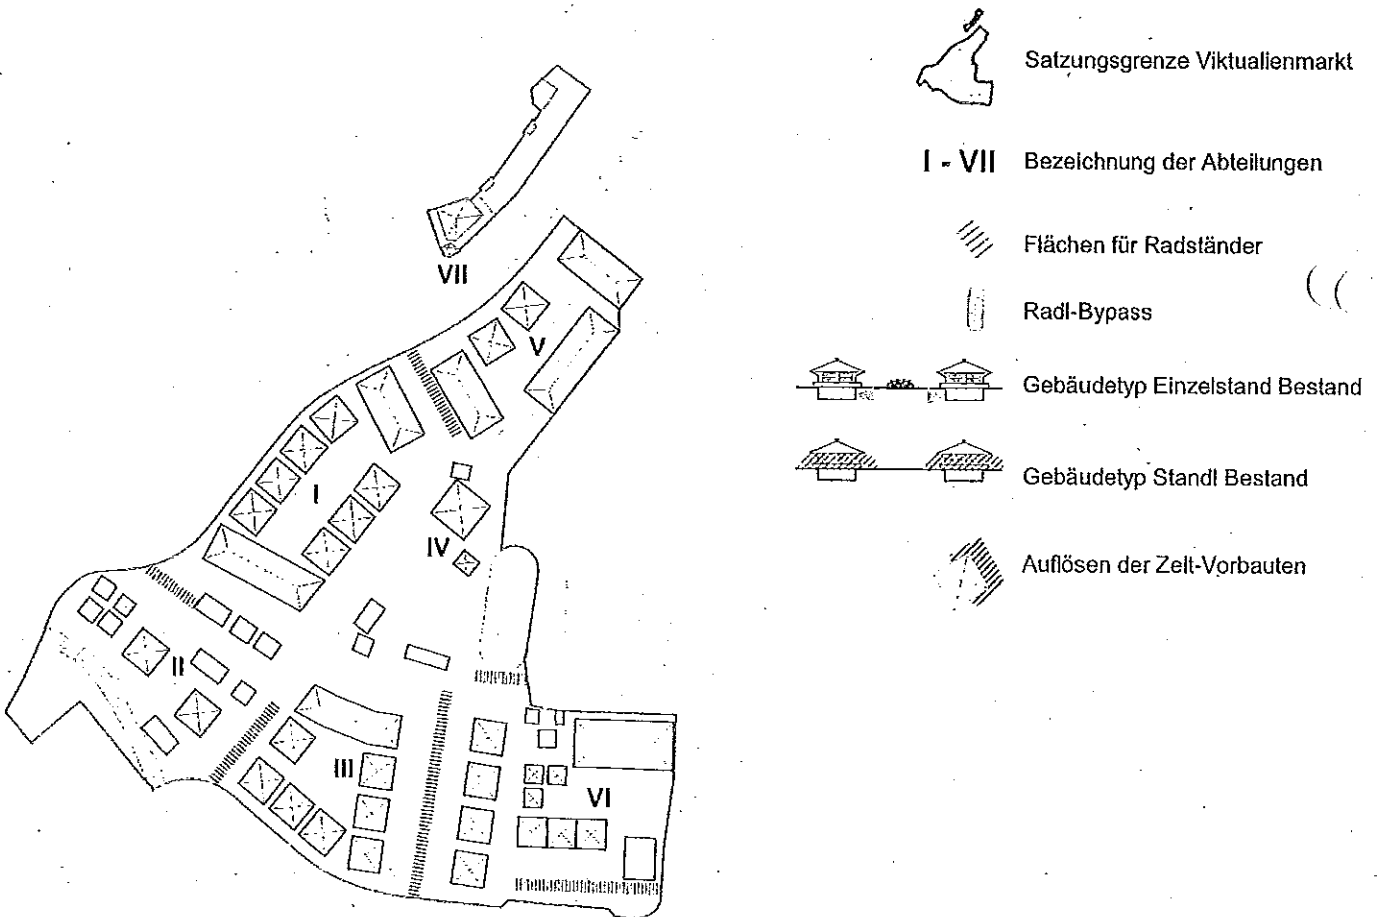 Satzungsgrenze Viktualienmarkt
I - VII Bezeichnung der Abteilungen
Flächen für Radständer
Radl-Bypass
Gebäudetyp Einzelstand Bestand
Gebäudetyp Standl Bestand
Auflösen der Zelt-Vorbauten
VII
V
I
IV
II
III
VI